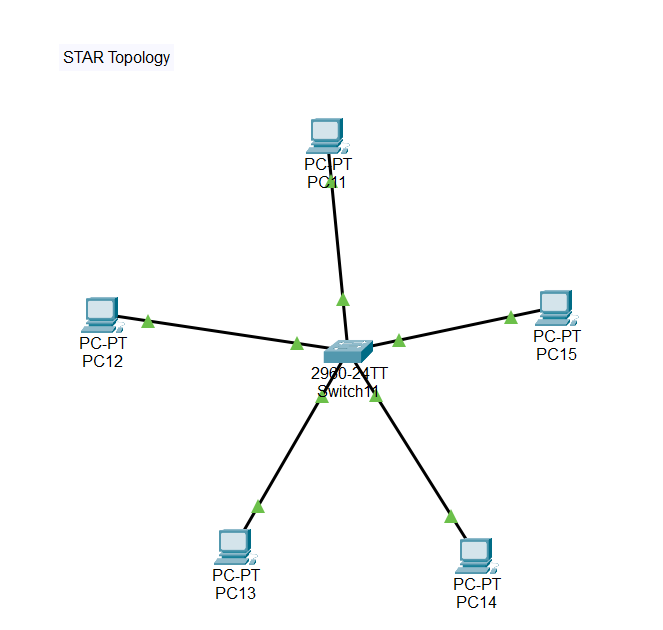 STAR Topology
PC-PT
PC11
PC-PT
PC12
PC-PT
PC15
2960-24TT
Switch11
PC-PT
PC13
PC-PT
PC14